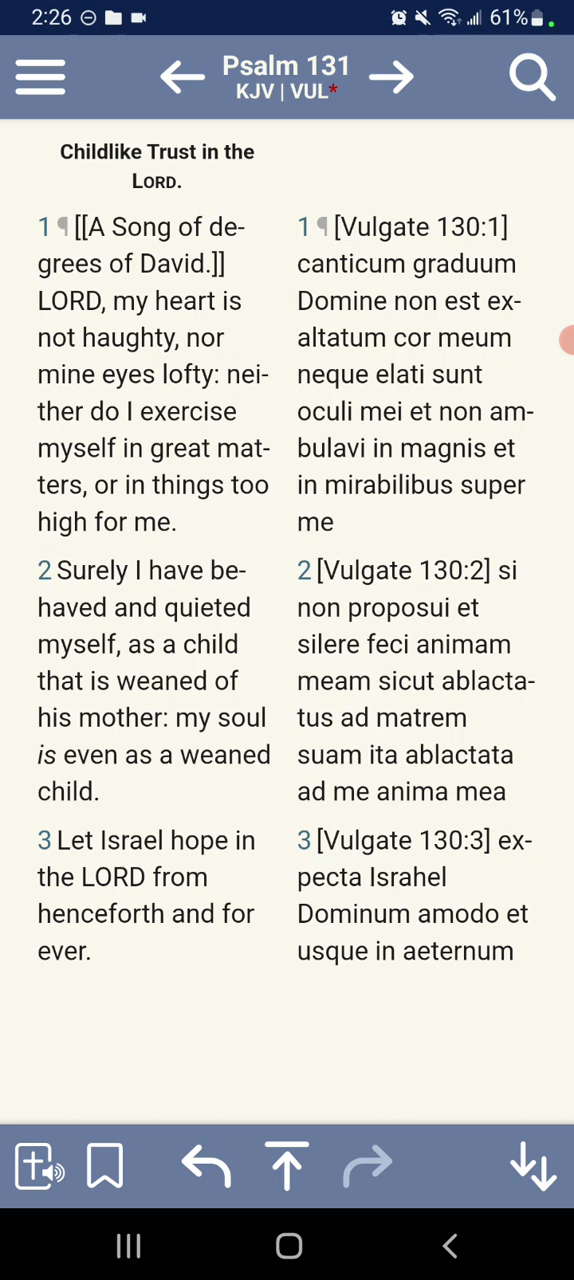 2:26
61%
Psalm 131
KJV | VUL*
Childlike Trust in the
LORD.
1 ¶ [[A Song of de-
grees of David.]]
LORD, my heart is
not haughty, nor
mine eyes lofty: nei-
ther do I exercise
myself in great mat-
ters, or in things too
high for me.
2 Surely I have be-
haved and quieted
myself, as a child
that is weaned of
his mother: my soul
is even as a weaned
child.
3 Let Israel hope in
the LORD from
henceforth and for
ever.
1 ¶ [Vulgate 130:1]
canticum graduum
Domine non est ex-
altatum cor meum
neque elati sunt
oculi mei et non am-
bulavi in magnis et
in mirabilibus super
me
2 [Vulgate 130:2] si
non proposui et
silere feci animam
meam sicut ablacta-
tus ad matrem
suam ita ablactata
ad me anima mea
3 [Vulgate 130:3] ex-
pecta Israhel
Dominum amodo et
usque in aeternum